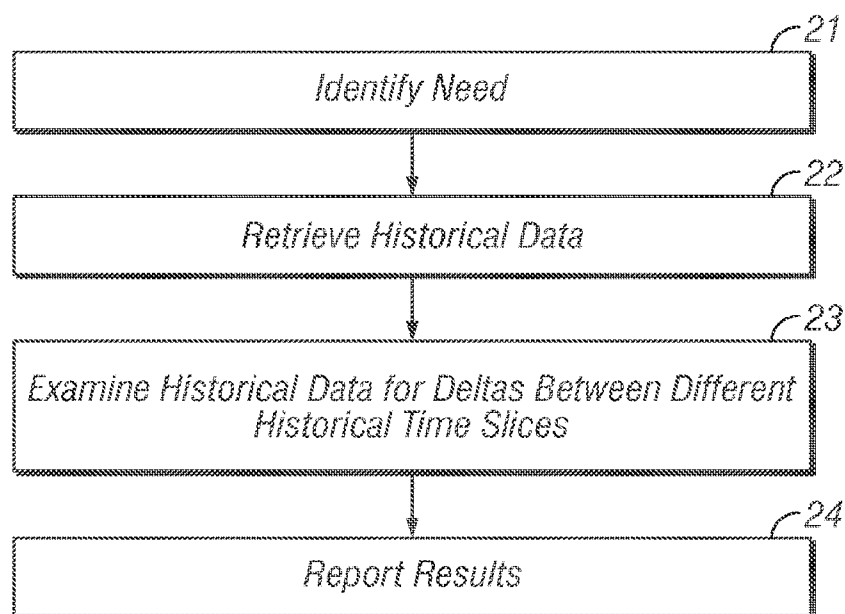 21
Identify Need
22
Retrieve Historical Data
23
Examine Historical Data for Deltas Between Different
Historical Time Slices
24
Report Results